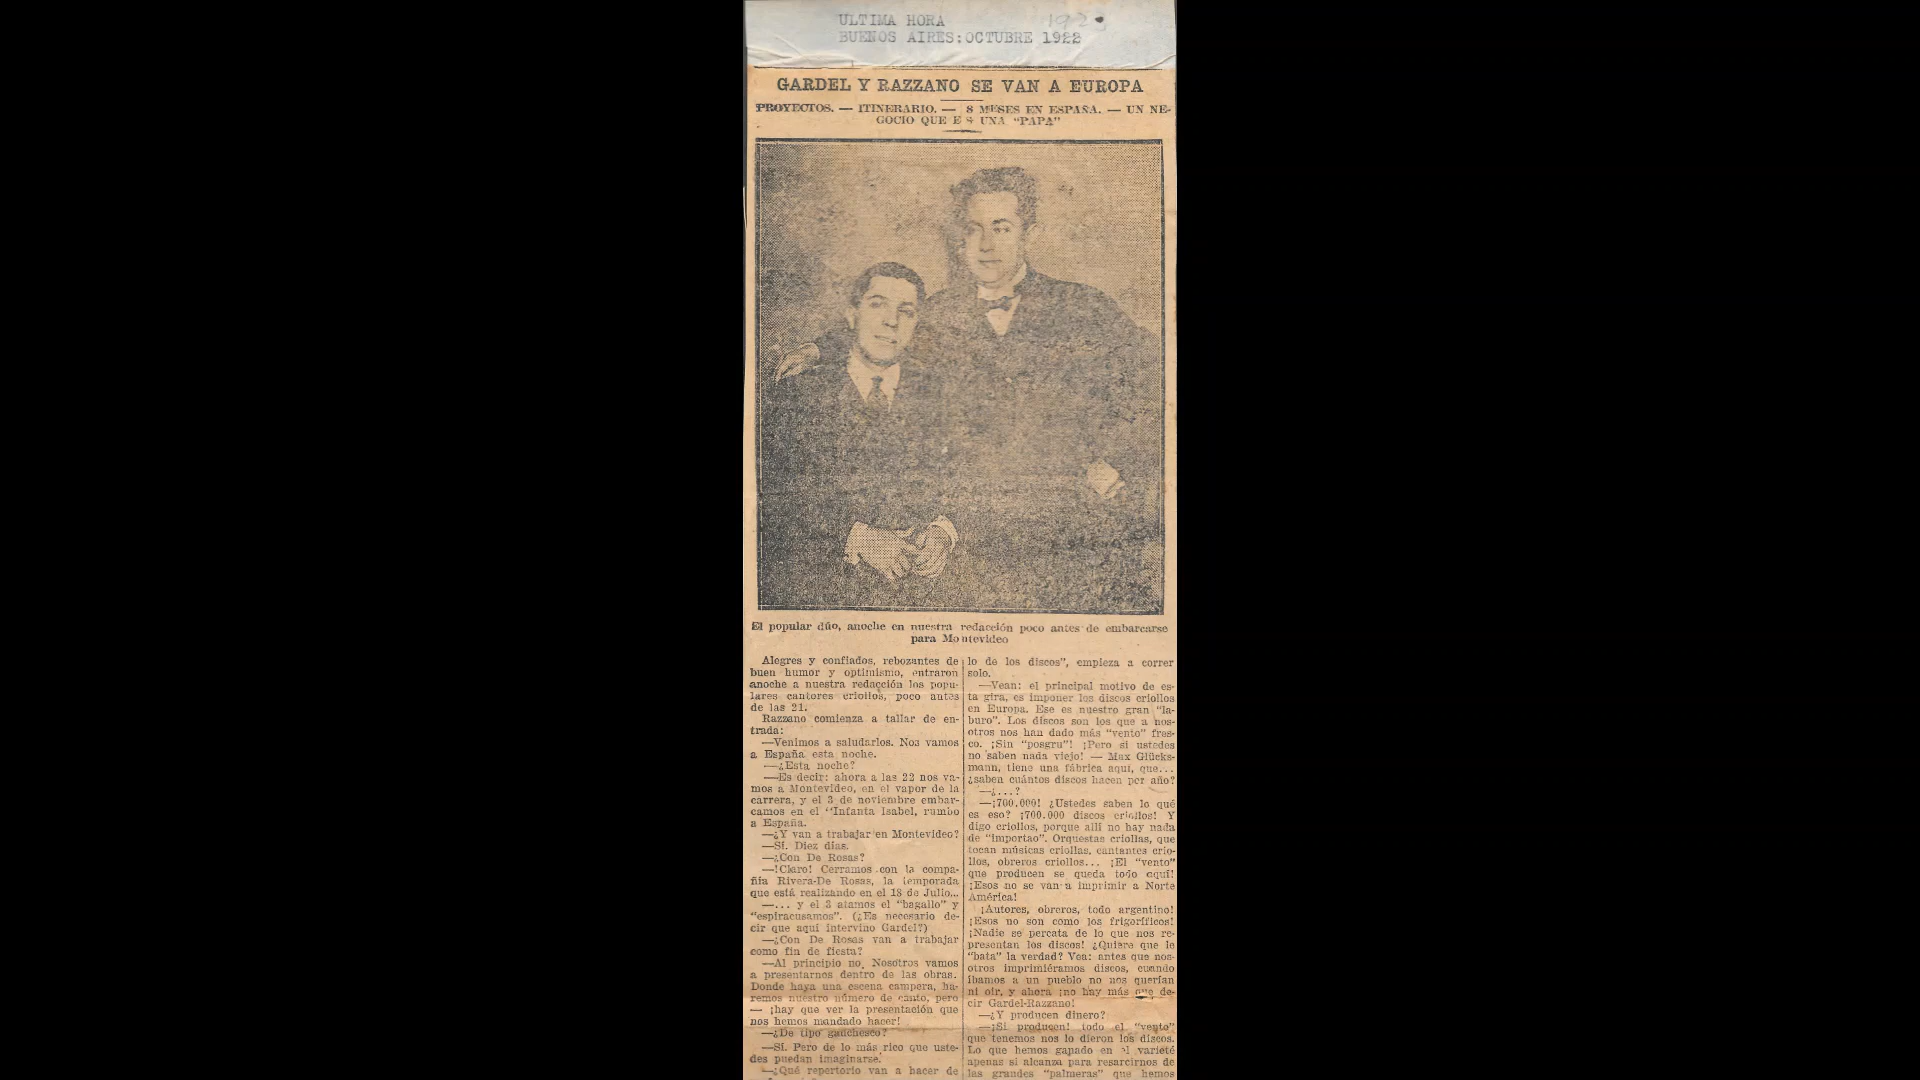 ULTIMA HORA 192
BUENOS AIRES:OCTUBRE 1922
GARDEL Y RAZZANO SE VAN A EUROPA
PROYECTOS. — ITINERARIO. — 8 MESES EN ESPAÑA. — UN NE-
GOCIO QUE ES UNA “PAPA”
El popular dúo, anoche en nuestra redacción poco antes de embarcarse
para Montevideo
Alegres y confiados, rebozantes de
buen humor y optimismo, entraron
anoche a nuestra redacción los popu-
lares cantores criollos, poco antes
de las 21.
Razzano comienza a tallar de en-
trada:
—Venimos a saludarlos. Nos vamos
a España esta noche.
—¿Esta noche?
—Es decir: ahora a las 22 nos va-
mos a Montevideo, en el vapor de la
carrera, y el 3 de noviembre embar-
camos en el “Infanta Isabel, rumbo
a España.
—¿Y van a trabajar en Montevideo?
—Sí. Diez días.
—¿Con De Rosas?
—!Claro! Cerramos con la compa-
ñía Rivera-De Rosas, la temporada
que está realizando en el 18 de Julio...
—... y el 3 atamos el “bagallo” y
“espiracusamos”. (¿Es necesario de-
cir que aquí intervino Gardel?)
—¿Con De Rosas van a trabajar
como fin de fiesta?
—Al principio no. Nosotros vamos
a presentarnos dentro de las obras.
Donde haya una escena campera, ha-
remos nuestro número de canto, pero
— ¡hay que ver la presentación que
nos hemos mandado hacer!
—¿De tipo gauchesco?
—Sí. Pero de lo más rico que uste-
des puedan imaginarse.
—¿Qué repertorio van a hacer de
lo de los discos”, empieza a correr
solo.
—Vean: el principal motivo de es-
ta gira, es imponer los discos criollos
en Europa. Ese es nuestro gran “la-
buro”. Los discos son los que a nos-
otros nos han dado más “vento” fres-
co. ¡Sin “posgru”! ¡Pero si ustedes
no saben nada viejo! — Max Glücks-
mann, tiene una fábrica aquí, que...
¿saben cuántos discos hacen por año?
—¿...?
—¡700.000! ¿Ustedes saben lo qué
es eso? ¡700.000 discos criollos! Y
digo criollos, porque allí no hay nada
de “importao”. Orquestas criollas, que
tocan músicas criollas, cantantes crio-
llos, obreros criollos... ¡El “vento”
que producen se queda todo aquí!
¡Esos no se van a imprimir a Norte
América!
¡Autores, obreros, todo argentino!
¡Esos no son como los frigoríficos!
¡Nadie se percata de lo que nos re-
presentan los discos! ¿Quiere que le
“bata” la verdad? Vea: antes que nos-
otros imprimiéramos discos, cuando
íbamos a un pueblo no nos querían
ni oír, y ahora ¡no hay más que de-
cir Gardel-Razzano!
—¿Y producen dinero?
—¡Si producen! todo el “vento”
que tenemos nos lo dieron los discos.
Lo que hemos gapado en el varieté
apenas si alcanza para resarcirnos de
las grandes “palmeras” que hemos